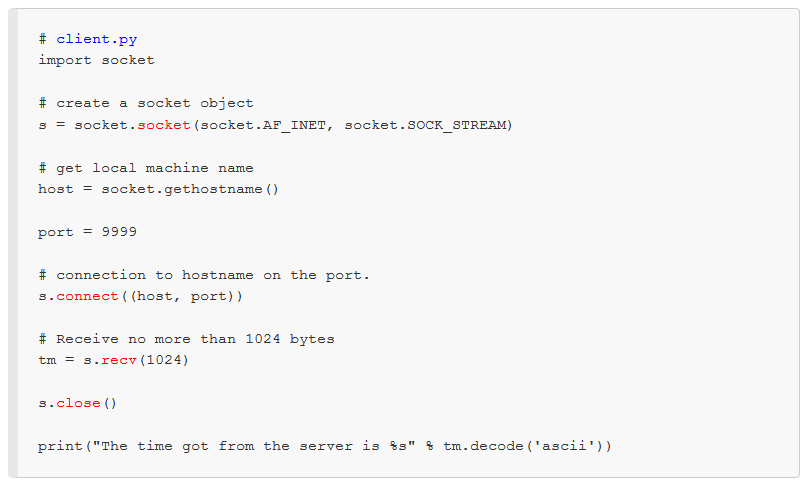 # client.py
import socket
# create a socket object
s = socket.socket(socket.AF_INET, socket.SOCK_STREAM)
# get local machine name
host = socket.gethostname()
port = 9999
# connection to hostname on the port.
s.connect((host, port))
# Receive no more than 1024 bytes
tm = s.recv(1024)
s.close()
print("The time got from the server is %s" % tm.decode('ascii'))